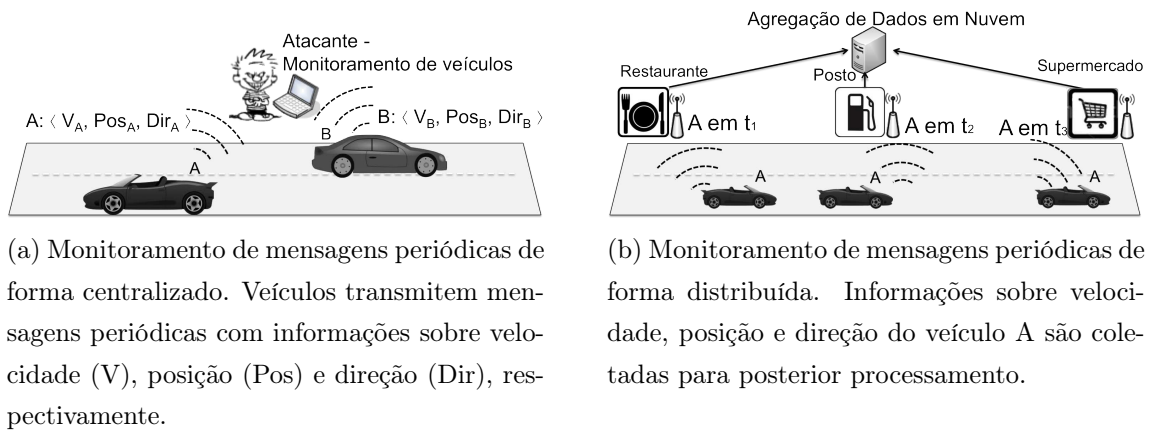 Atacante -
Monitoramento de veículos
A: ⟨ V_A, Pos_A, Dir_A ⟩
B
B: ⟨ V_B, Pos_B, Dir_B ⟩
A
(a) Monitoramento de mensagens periódicas de
forma centralizado. Veículos transmitem men-
sagens periódicas com informações sobre velo-
cidade (V), posição (Pos) e direção (Dir), res-
pectivamente.
Agregação de Dados em Nuvem
Restaurante
Posto
Supermercado
A em t₁
A em t₂
A em t₃
A
A
A
(b) Monitoramento de mensagens periódicas de
forma distribuída. Informações sobre veloci-
dade, posição e direção do veículo A são cole-
tadas para posterior processamento.